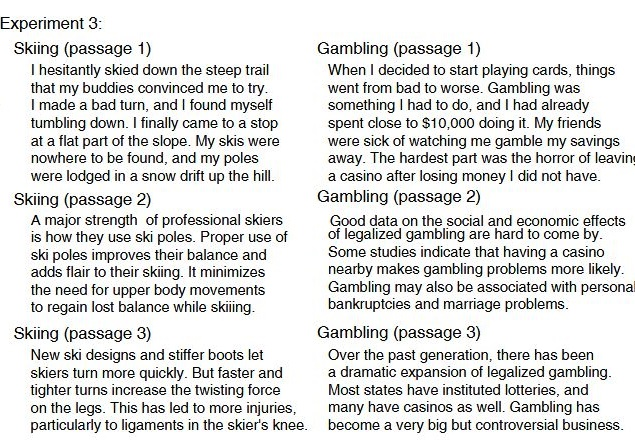 Experiment 3:
Skiing (passage 1)
I hesitantly skied down the steep trail
that my buddies convinced me to try.
I made a bad turn, and I found myself
tumbling down. I finally came to a stop
at a flat part of the slope. My skis were
nowhere to be found, and my poles
were lodged in a snow drift up the hill.
Skiing (passage 2)
A major strength of professional skiers
is how they use ski poles. Proper use of
ski poles improves their balance and
adds flair to their skiing. It minimizes
the need for upper body movements
to regain lost balance while skiiing.
Skiing (passage 3)
New ski designs and stiffer boots let
skiers turn more quickly. But faster and
tighter turns increase the twisting force
on the legs. This has led to more injuries,
particularly to ligaments in the skier's knee.
Gambling (passage 1)
When I decided to start playing cards, things
went from bad to worse. Gambling was
something I had to do, and I had already
spent close to $10,000 doing it. My friends
were sick of watching me gamble my savings
away. The hardest part was the horror of leaving
a casino after losing money I did not have.
Gambling (passage 2)
Good data on the social and economic effects
of legalized gambling are hard to come by.
Some studies indicate that having a casino
nearby makes gambling problems more likely.
Gambling may also be associated with personal
bankruptcies and marriage problems.
Gambling (passage 3)
Over the past generation, there has been
a dramatic expansion of legalized gambling.
Most states have instituted lotteries, and
many have casinos as well. Gambling has
become a very big but controversial business.